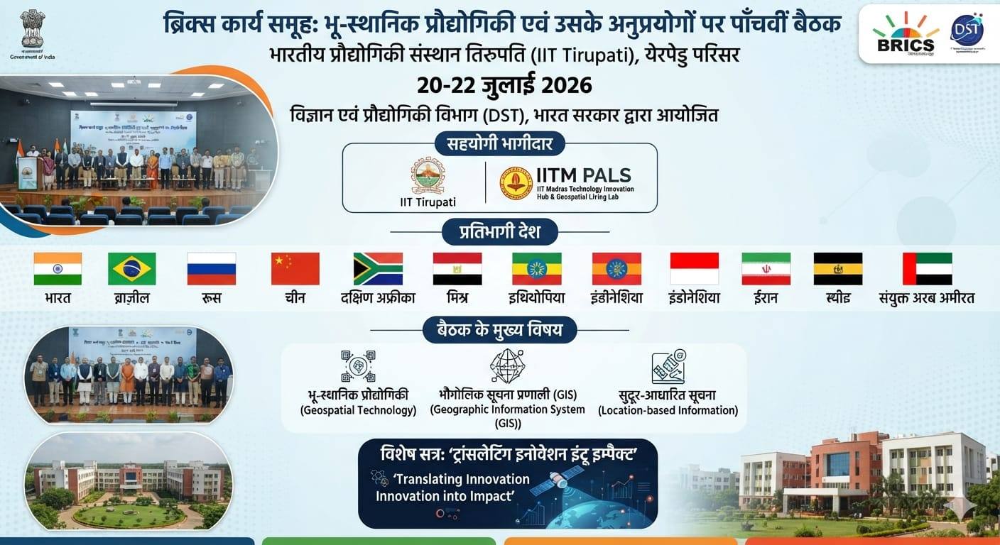 Government of India
ब्रिक्स कार्य समूह: भू-स्थानिक प्रौद्योगिकी एवं उसके अनुप्रयोगों पर पाँचवीं बैठक
BRICS
DST
भारतीय प्रौद्योगिकी संस्थान तिरुपति (IIT Tirupati), येरपेडु परिसर
20-22 जुलाई 2026
विज्ञान एवं प्रौद्योगिकी विभाग (DST), भारत सरकार द्वारा आयोजित
सहयोगी भागीदार
IIT Tirupati
IITM PALS
IIT Madras Technology Innovation
Hub & Geospatial Liring Lab
प्रतिभागी देश
भारत
ब्राज़ील
रूस
चीन
दक्षिण अफ्रीका
मिश्र
इथियोपिया
इंडीनेशिया
इंडोनेशिया
ईरान
संयुक्त अरब अमीरत
बैठक के मुख्य विषय
भू-स्थानिक प्रौद्योगिकी
(Geospatial Technology)
भौगोलिक सूचना प्रणाली (GIS)
(Geographic Information System
(GIS))
सुदूर-आधारित सूचना
(Location-based Information)
विशेष सत्र: 'ट्रांसलेटिंग इनोवेशन इंटू इम्पैक्ट'
'Translating Innovation
Innovation into Impact'